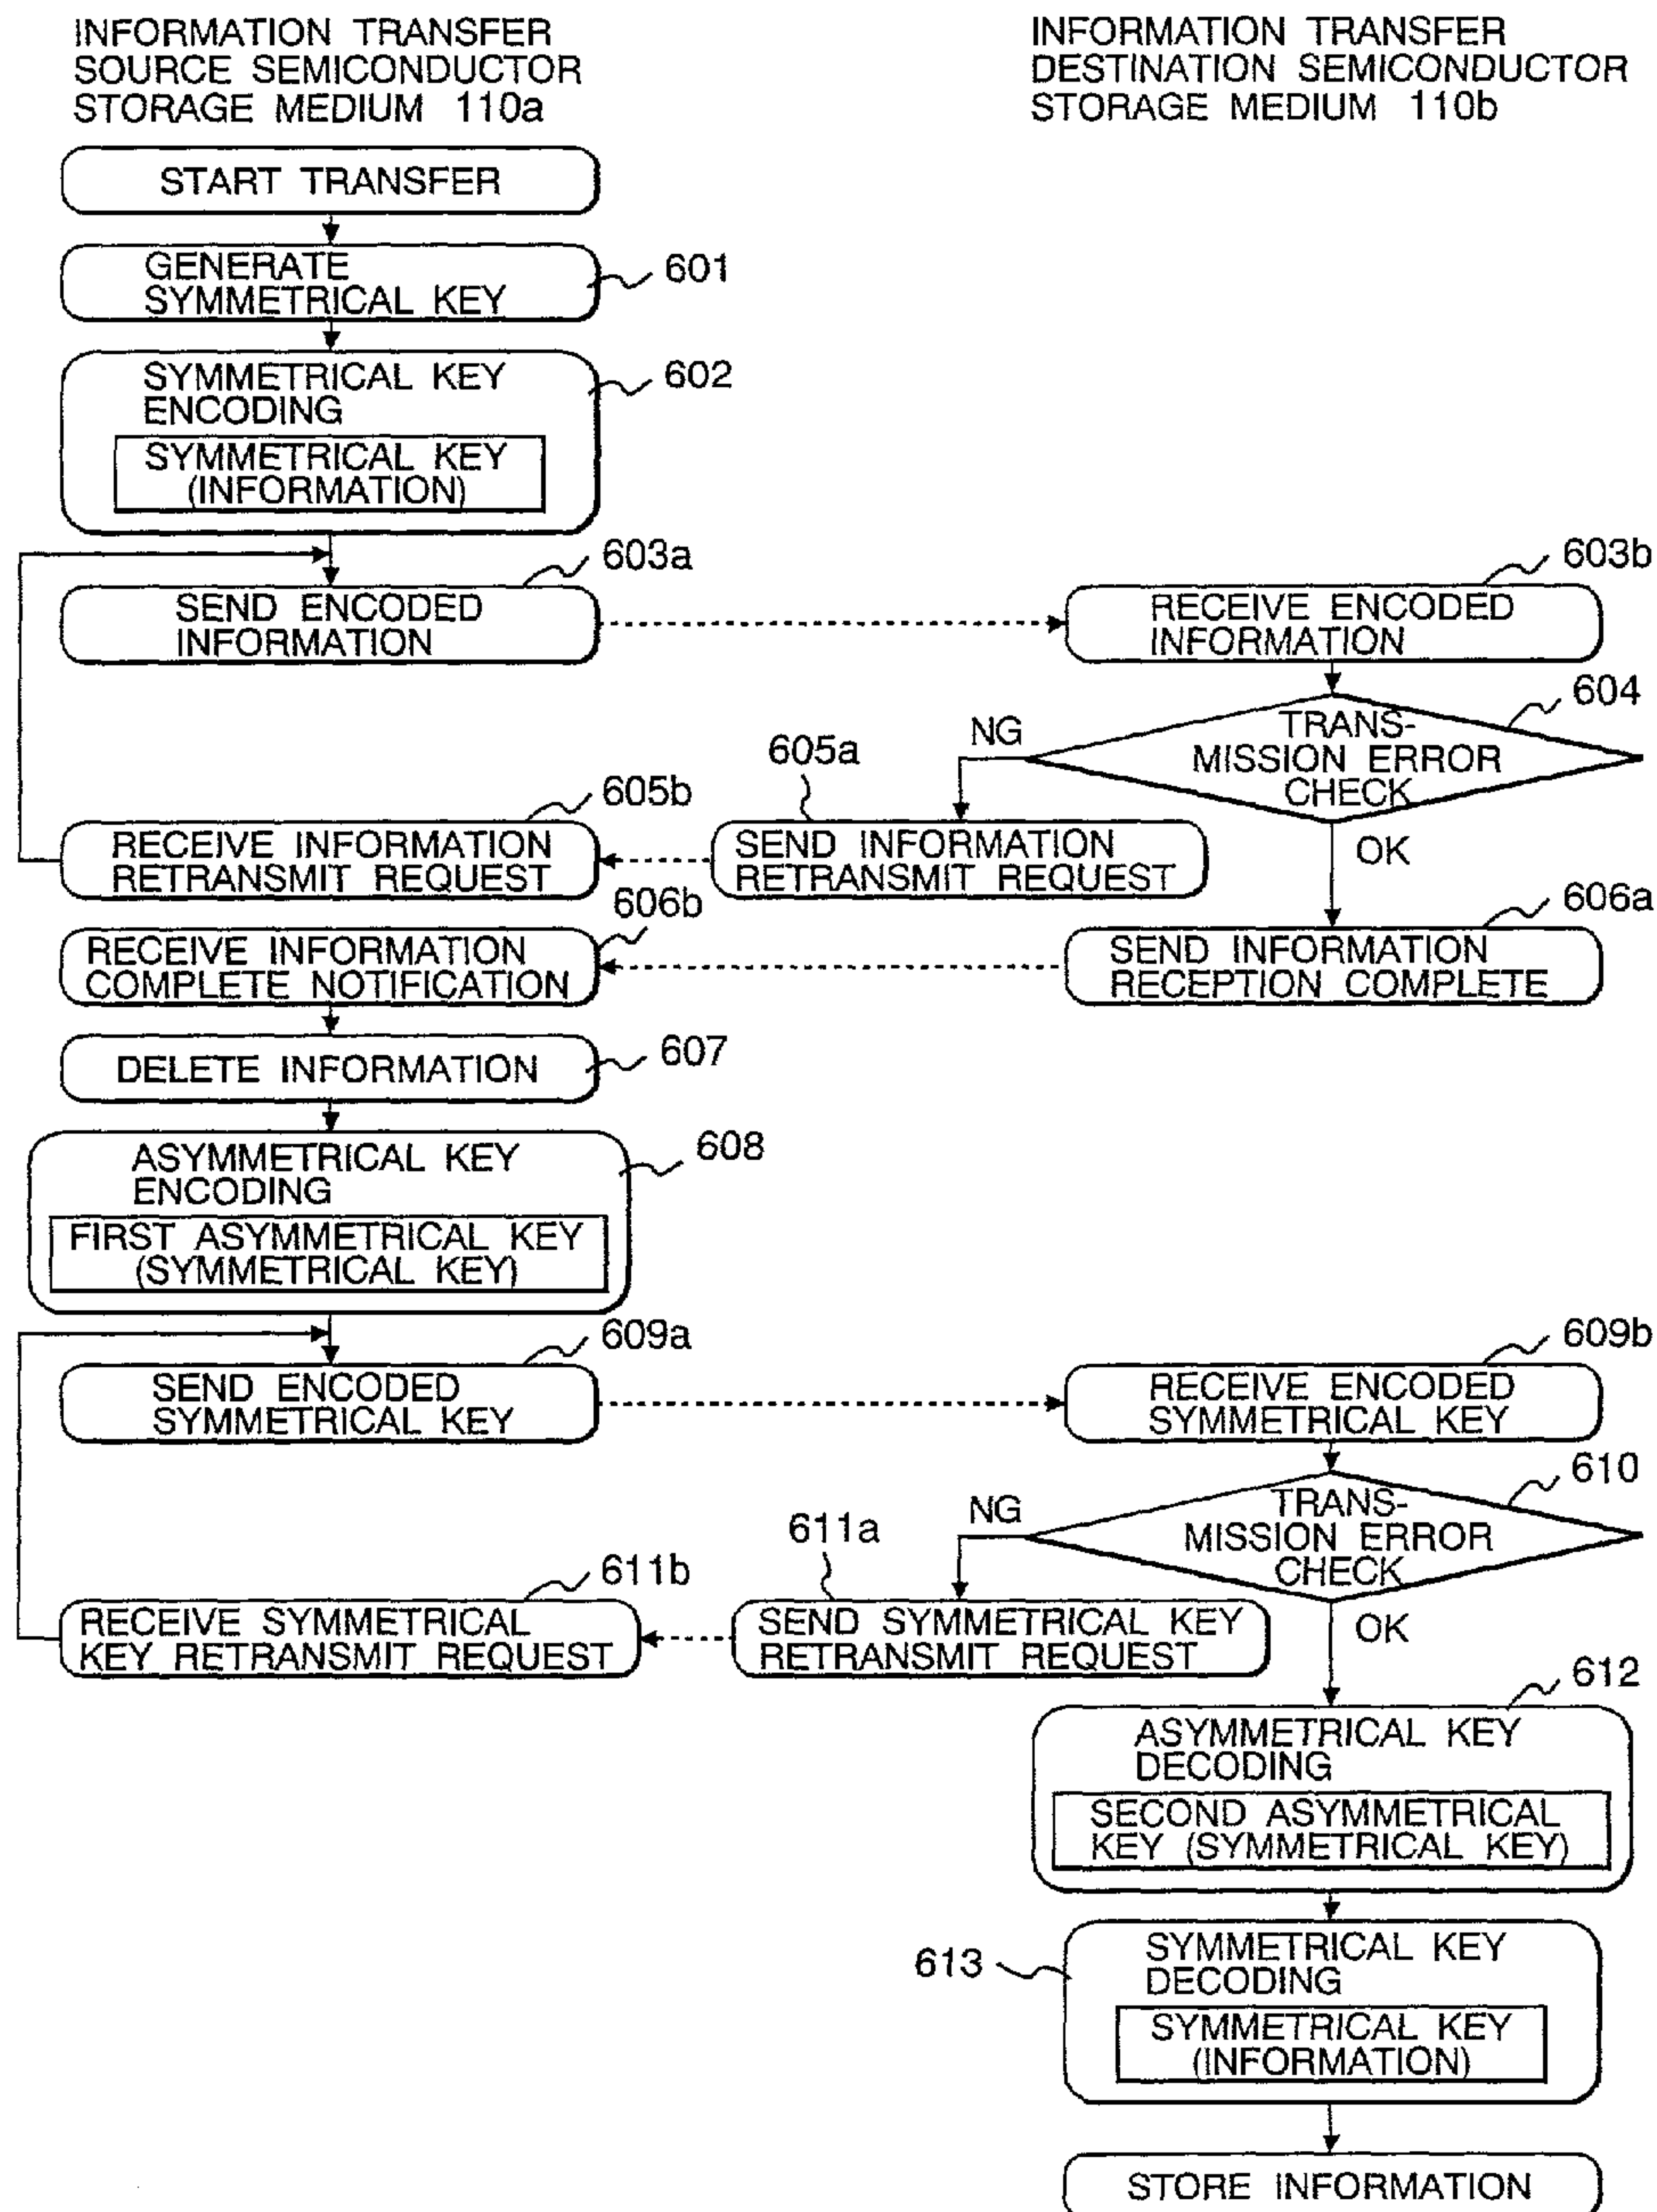 INFORMATION TRANSFER
SOURCE SEMICONDUCTOR
STORAGE MEDIUM 110a
INFORMATION TRANSFER
DESTINATION SEMICONDUCTOR
STORAGE MEDIUM 110b
START TRANSFER
GENERATE
SYMMETRICAL KEY
601
SYMMETRICAL KEY
ENCODING
SYMMETRICAL KEY
(INFORMATION)
602
603a
SEND ENCODED
INFORMATION
603b
RECEIVE ENCODED
INFORMATION
604
TRANS-
MISSION ERROR
CHECK
NG
OK
605a
SEND INFORMATION
RETRANSMIT REQUEST
605b
RECEIVE INFORMATION
RETRANSMIT REQUEST
606a
SEND INFORMATION
RECEPTION COMPLETE
606b
RECEIVE INFORMATION
COMPLETE NOTIFICATION
DELETE INFORMATION
607
ASYMMETRICAL KEY
ENCODING
FIRST ASYMMETRICAL KEY
(SYMMETRICAL KEY)
608
609a
SEND ENCODED
SYMMETRICAL KEY
609b
RECEIVE ENCODED
SYMMETRICAL KEY
610
TRANS-
MISSION ERROR
CHECK
NG
OK
611a
SEND SYMMETRICAL KEY
RETRANSMIT REQUEST
611b
RECEIVE SYMMETRICAL
KEY RETRANSMIT REQUEST
612
ASYMMETRICAL KEY
DECODING
SECOND ASYMMETRICAL
KEY (SYMMETRICAL KEY)
613
SYMMETRICAL KEY
DECODING
SYMMETRICAL KEY
(INFORMATION)
STORE INFORMATION